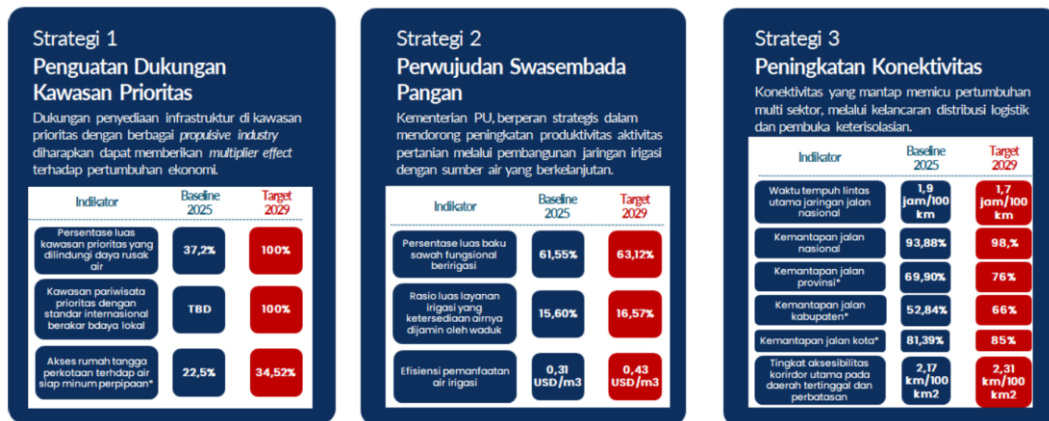 Strategi 1
Penguatan Dukungan
Kawasan Prioritas
Dukungan penyediaan infrastruktur di kawasan
prioritas dengan berbagai propulsive industry
diharapkan dapat memberikan multiplier effect
terhadap pertumbuhan ekonomi.
Indikator
Baseline
2025
Target
2029
Persentase luas
kawasan prioritas yang
dilindungi daya rusak
air
37,2%
100%
Kawasan pariwisata
prioritas dengan
standar internasional
berakar bdaya lokal
TBD
100%
Akses rumah tangga
perkotaan terhdap air
siap minum perpipaan*
22,5%
34,52%
Strategi 2
Perwujudan Swasembada
Pangan
Kementerian PU, berperan strategis dalam
mendorong peningkatan produktivitas aktivitas
pertanian melalui pembangunan jaringan irigasi
dengan sumber air yang berkelanjutan.
Indikator
Baseline
2025
Target
2029
Persentase luas baku
sawah fungsional
beririgasi
61,55%
63,12%
Rasio luas layanan
irigasi yang
ketersediaan airnya
dijamin oleh waduk
15,60%
16,57%
Efisiensi pemanfaatan
air irigasi
0,31
USD/m3
0,43
USD/m3
Strategi 3
Peningkatan Konektivitas
Konektivitas yang mantap memicu pertumbuhan
multi sektor, melalui kelancaran distribusi logistik
dan pembuka keterisolasian.
Indikator
Baseline
2025
Target
2029
Waktu tempuh lintas
utama jaringan jalan
nasional
1,9
jam/100
km
1,7
jam/100
km
Kemantapan jalan
nasional
93,88%
98,%
Kemantapan jalan
provinsi*
69,90%
76%
Kemantapan jalan
kabupaten*
52,84%
66%
Kemantapan jalan kota*
81,39%
85%
Tingkat aksesibilitas
koriridor utama pada
daerah tertinggal dan
perbatasan
2,17
km/100
km2
2,31
km/100
km2